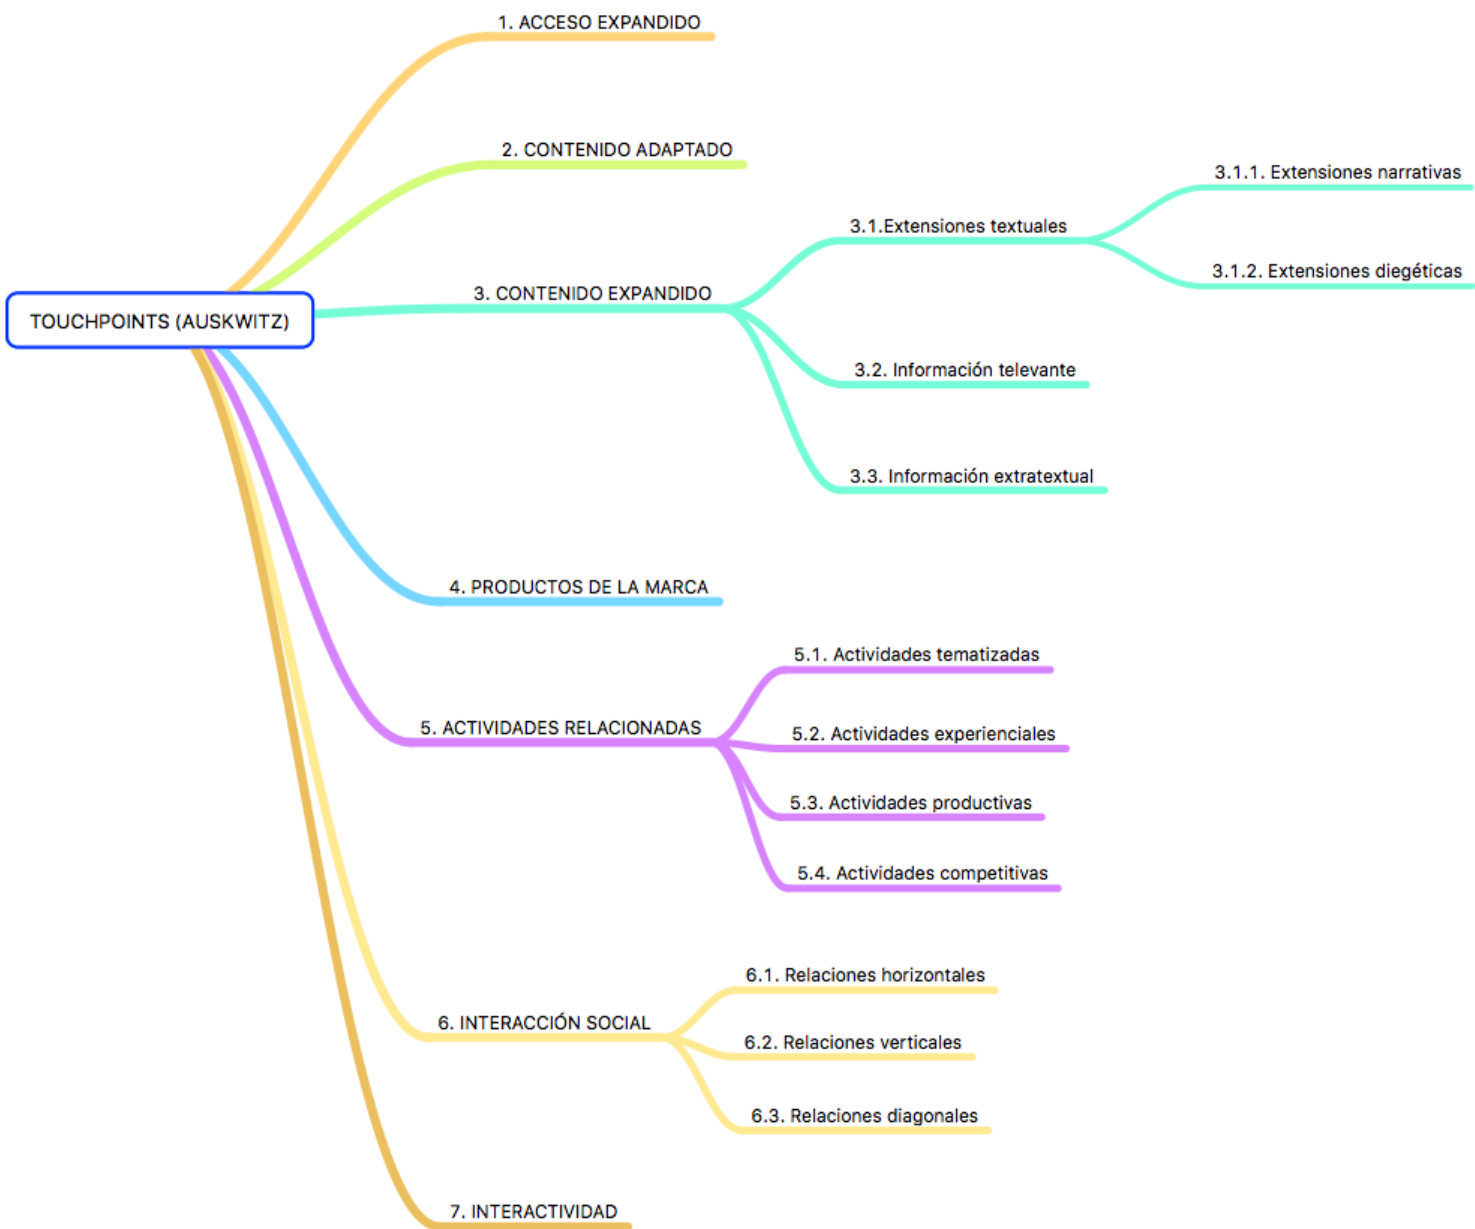 TOUCHPOINTS (AUSKWITZ)
1. ACCESO EXPANDIDO
2. CONTENIDO ADAPTADO
3. CONTENIDO EXPANDIDO
3.1.Extensiones textuales
3.1.1. Extensiones narrativas
3.1.2. Extensiones diegéticas
3.2. Información televante
3.3. Información extratextual
4. PRODUCTOS DE LA MARCA
5. ACTIVIDADES RELACIONADAS
5.1. Actividades tematizadas
5.2. Actividades experienciales
5.3. Actividades productivas
5.4. Actividades competitivas
6. INTERACCIÓN SOCIAL
6.1. Relaciones horizontales
6.2. Relaciones verticales
6.3. Relaciones diagonales
7. INTERACTIVIDAD